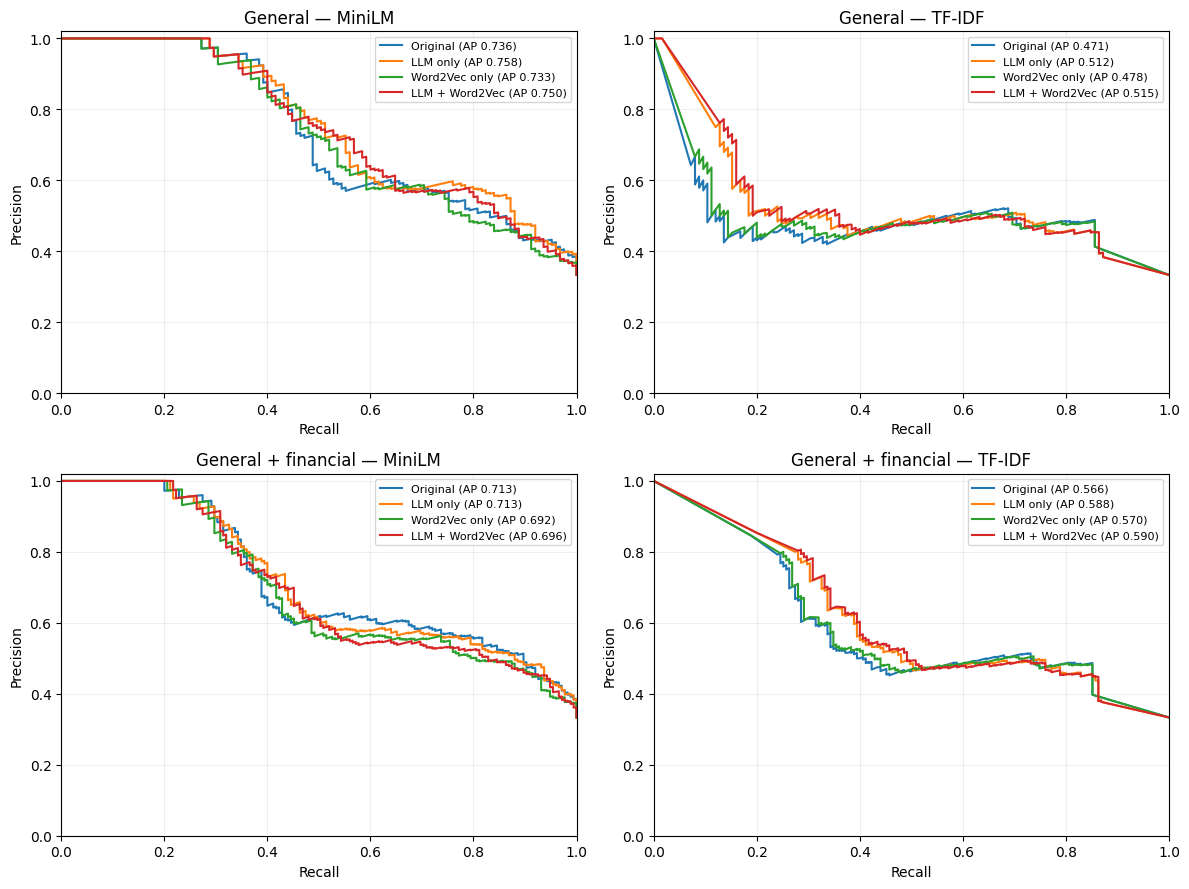 General — MiniLM
Original (AP 0.736)
LLM only (AP 0.758)
Word2Vec only (AP 0.733)
LLM + Word2Vec (AP 0.750)
1.0
0.8
0.6
0.4
0.2
0.0
Precision
0.0 0.2 0.4 0.6 0.8 1.0
Recall
General — TF-IDF
Original (AP 0.471)
LLM only (AP 0.512)
Word2Vec only (AP 0.478)
LLM + Word2Vec (AP 0.515)
1.0
0.8
0.6
0.4
0.2
0.0
Precision
0.0 0.2 0.4 0.6 0.8 1.0
Recall
General + financial — MiniLM
Original (AP 0.713)
LLM only (AP 0.713)
Word2Vec only (AP 0.692)
LLM + Word2Vec (AP 0.696)
1.0
0.8
0.6
0.4
0.2
0.0
Precision
0.0 0.2 0.4 0.6 0.8 1.0
Recall
General + financial — TF-IDF
Original (AP 0.566)
LLM only (AP 0.588)
Word2Vec only (AP 0.570)
LLM + Word2Vec (AP 0.590)
1.0
0.8
0.6
0.4
0.2
0.0
Precision
0.0 0.2 0.4 0.6 0.8 1.0
Recall